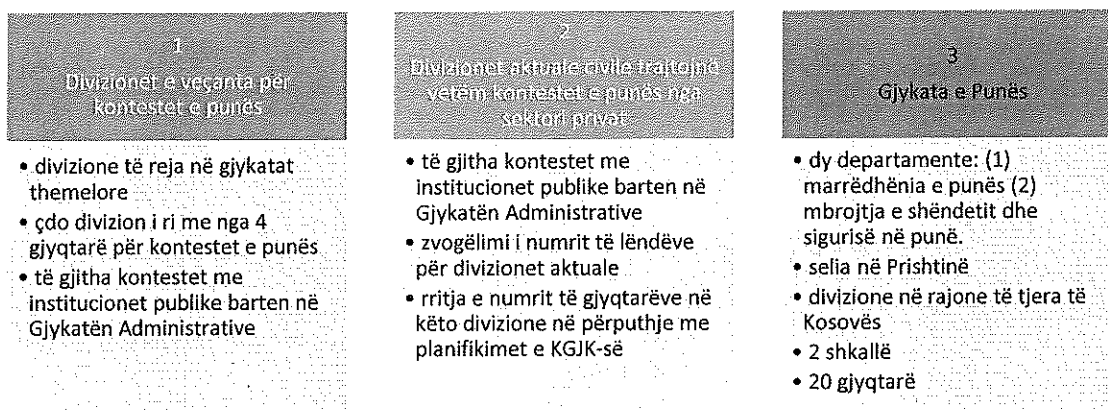 1
Divizionet e veçanta për
kontestet e punës
• divizione të reja në gjykatat
themelore
• çdo divizion i ri me nga 4
gjyqtarë për kontestet e punës
• të gjitha kontestet me
institucionet publike barten në
Gjykatën Administrative
2
Divizionet aktuale civile trajtojnë
vetëm kontestet e punës nga
sektori privat
• të gjitha kontestet me
institucionet publike barten në
Gjykatën Administrative
• zvogëlimi i numrit të lëndëve
për divizionet aktuale
• rritja e numrit të gjyqtarëve në
këto divizione në përputhje me
planifikimet e KGJK-së
3
Gjykata e Punës
• dy departamente: (1)
marrëdhënia e punës (2)
mbrojtja e shëndetit dhe
sigurisë në punë.
• selia në Prishtinë
• divizione në rajone të tjera të
Kosovës
• 2 shkallë
• 20 gjyqtarë